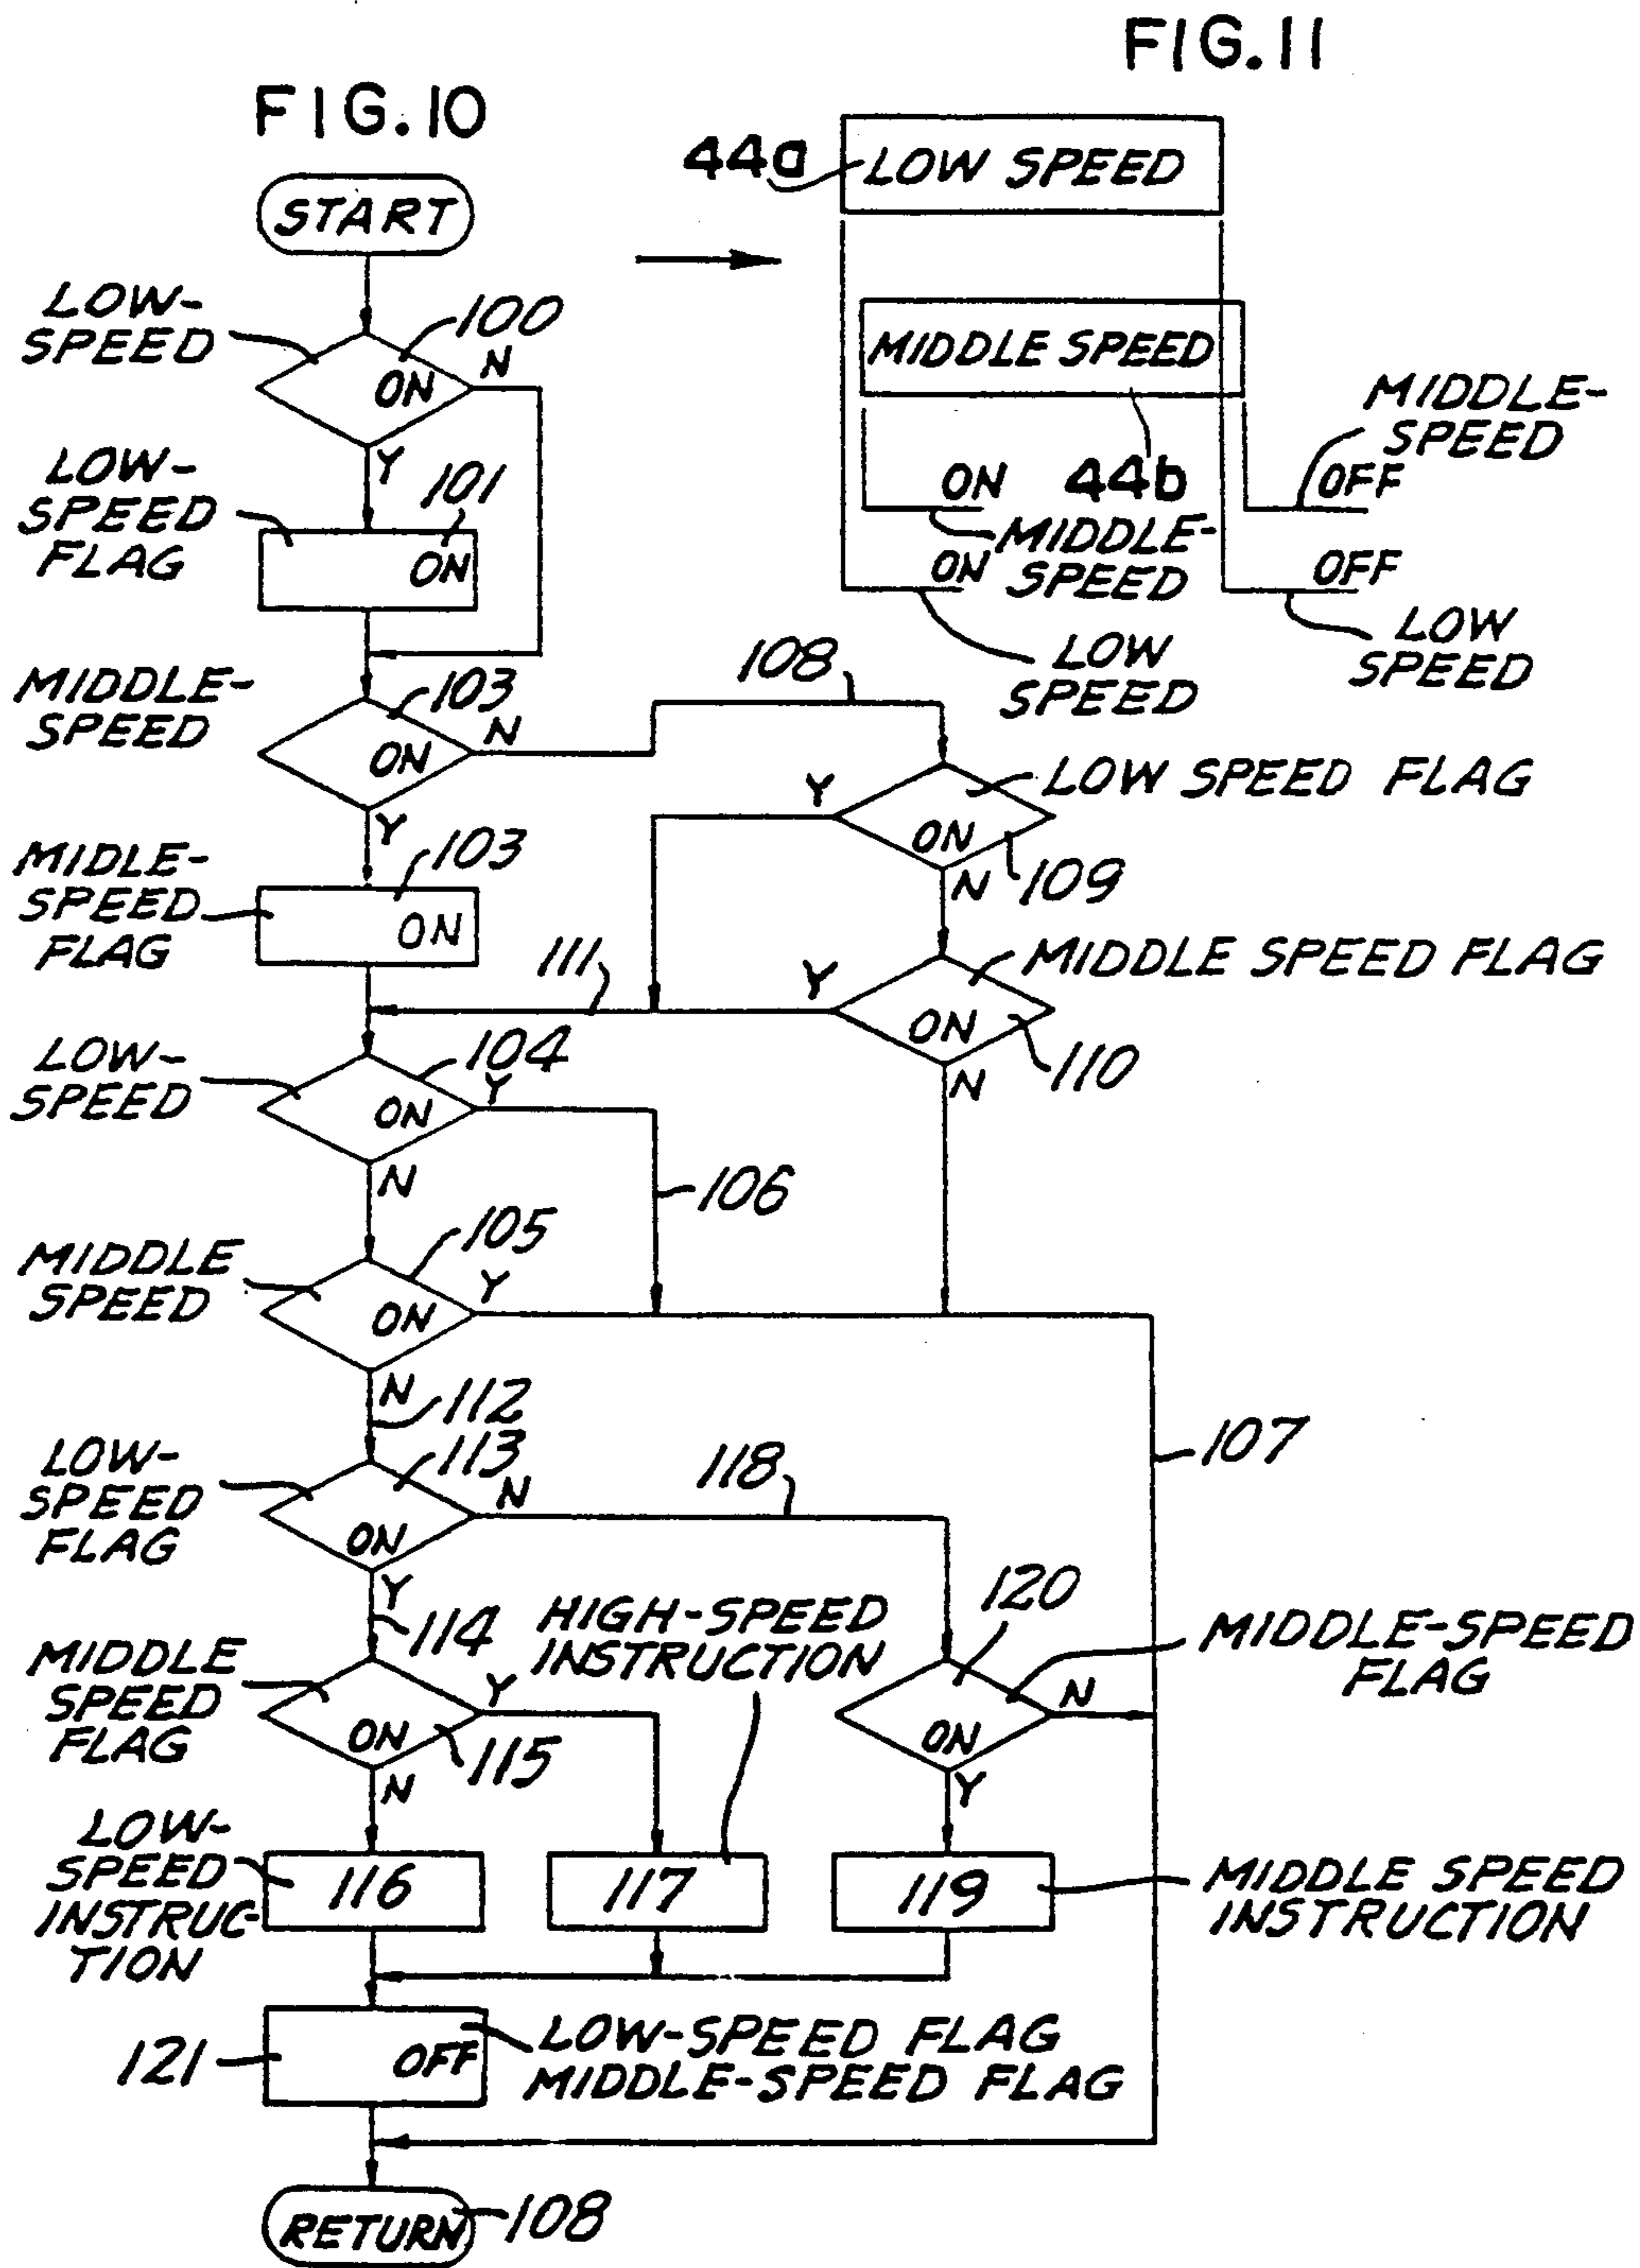 FIG.11
FIG.10
44a
LOW SPEED
START
LOW-
SPEED
100
ON
N
Y
MIDDLE SPEED
44b
MIDDLE-
SPEED
ON
OFF
MIDDLE-
SPEED
ON
OFF
LOW
SPEED
LOW
SPEED
LOW-
SPEED
FLAG
101
ON
MIDDLE-
SPEED
103
ON
N
Y
108
LOW SPEED FLAG
Y
ON
N
109
MIDLE-
SPEED
FLAG
103
ON
111
MIDDLE SPEED FLAG
Y
ON
N
110
LOW-
SPEED
104
Y
ON
N
106
MIDDLE
SPEED
105
Y
ON
N
112
107
LOW-
SPEED
FLAG
113
N
ON
Y
118
114
HIGH-SPEED
INSTRUCTION
120
MIDDLE-SPEED
FLAG
N
ON
Y
MIDDLE
SPEED
FLAG
Y
ON
115
N
LOW-
SPEED
INSTRUC-
TION
116
117
119
MIDDLE SPEED
INSTRUCTION
121
OFF
LOW-SPEED FLAG
MIDDLE-SPEED FLAG
RETURN
108